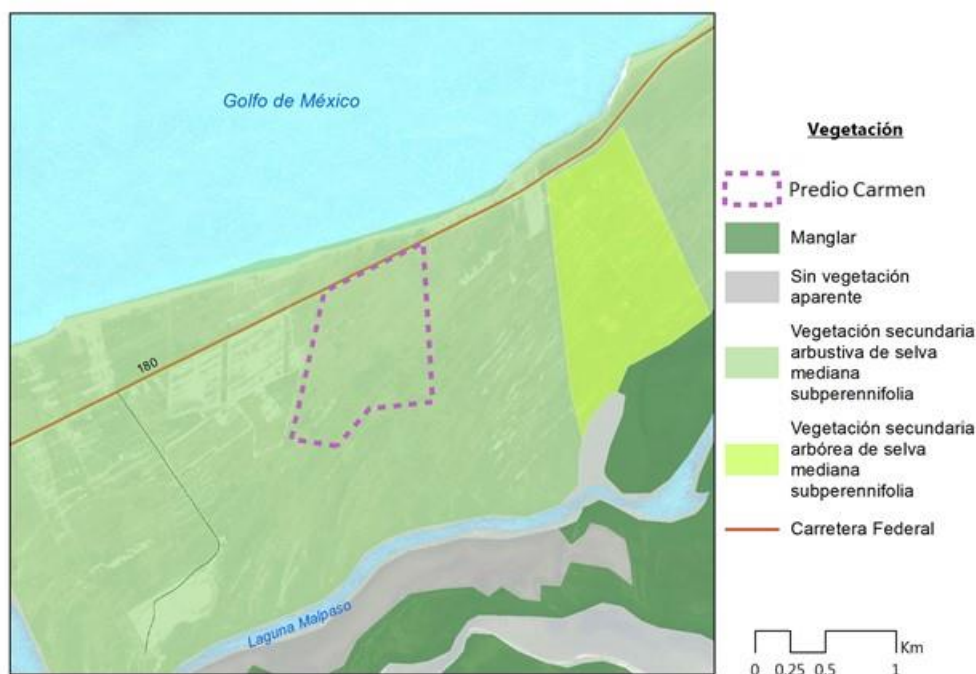 Golfo de México
180
Laguna Malpaso
Vegetación
Predio Carmen
Manglar
Sin vegetación
aparente
Vegetación secundaria
arbustiva de selva
mediana
subperennifolia
Vegetación secundaria
arbórea de selva
mediana
subperennifolia
Carretera Federal
Km
0 0.25 0.5 1